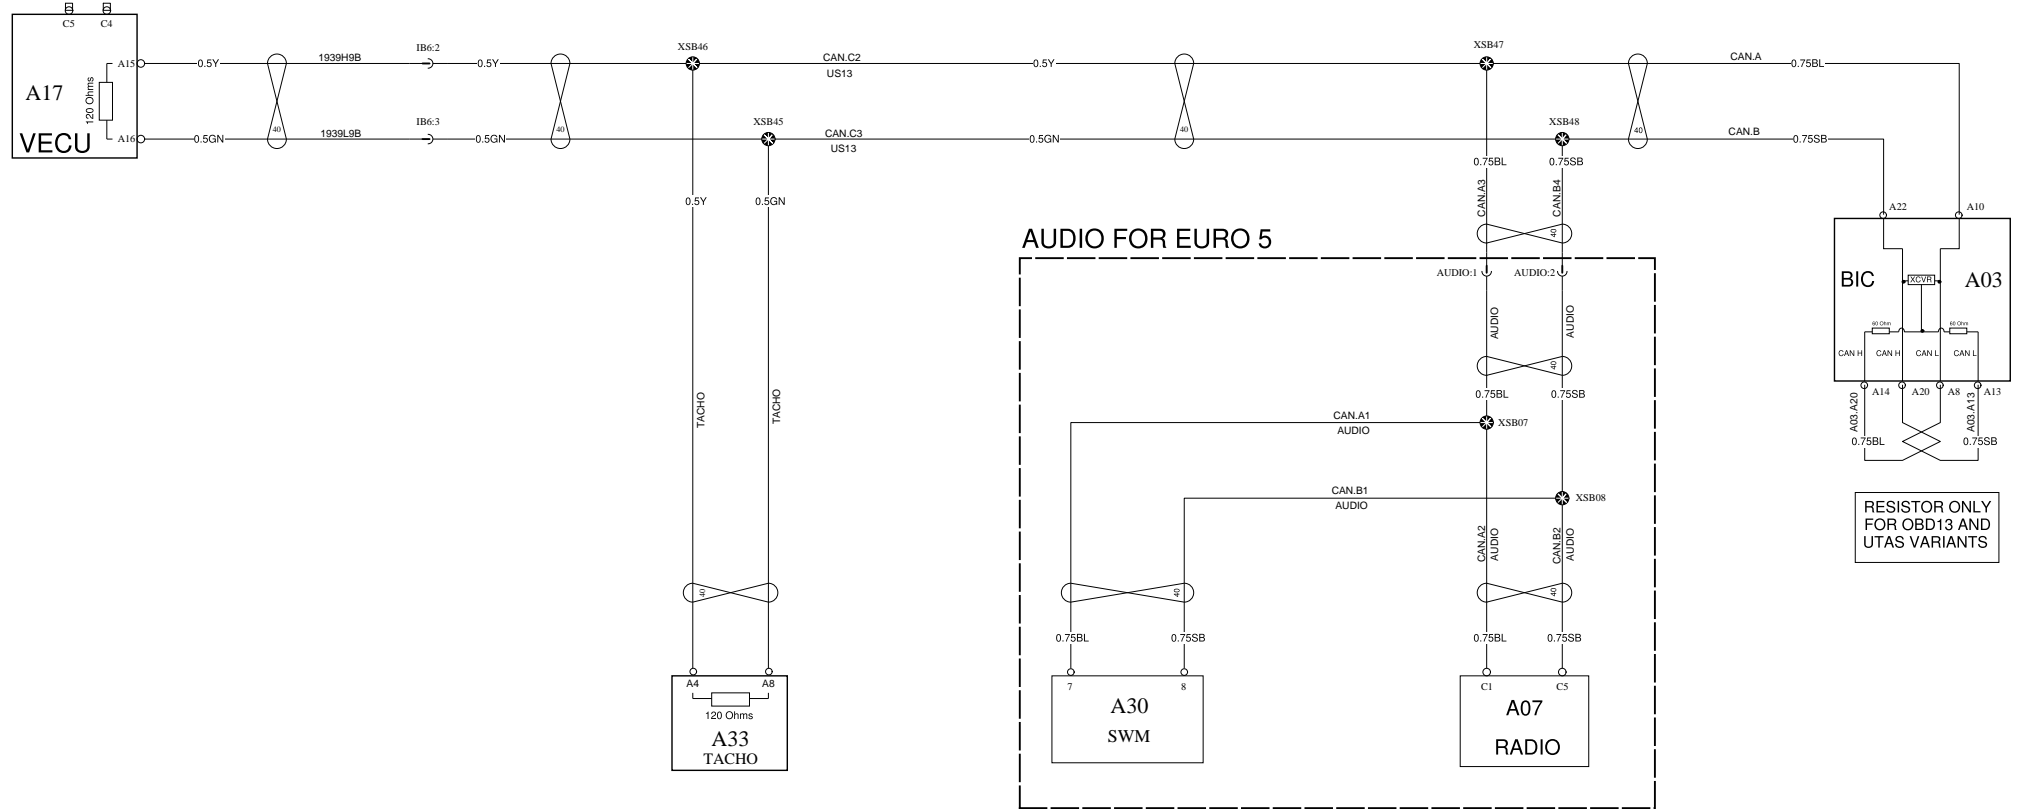 C5 C4
A17
VECU
120 Ohms
A15
A16
0.5Y
1939H9B
IB6:2
0.5Y
XSB46
CAN.C2
US13
0.5Y
XSB47
CAN.A
0.75BL
40
40
40
40
0.5GN
1939L9B
IB6:3
0.5GN
XSB45
CAN.C3
US13
0.5GN
XSB48
CAN.B
0.75SB
0.75BL
0.75SB
CAN.A3
CAN.B4
40
0.5Y
0.5GN
TACHO
TACHO
40
A4 A8
120 Ohms
A33
TACHO
AUDIO FOR EURO 5
AUDIO:1
AUDIO:2
AUDIO
AUDIO
40
0.75BL
0.75SB
CAN.A1
AUDIO
XSB07
CAN.B1
AUDIO
XSB08
CAN.A2
AUDIO
CAN.B2
AUDIO
40
40
0.75BL
0.75SB
0.75BL
0.75SB
7 8
A30
SWM
C1 C5
A07
RADIO
A22
A10
BIC
A03
XCVR
60 Ohm
60 Ohm
CAN H
CAN H
CAN L
CAN L
A14
A20
A8
A13
A03.A20
A03.A13
0.75BL
0.75SB
RESISTOR ONLY
FOR OBD13 AND
UTAS VARIANTS